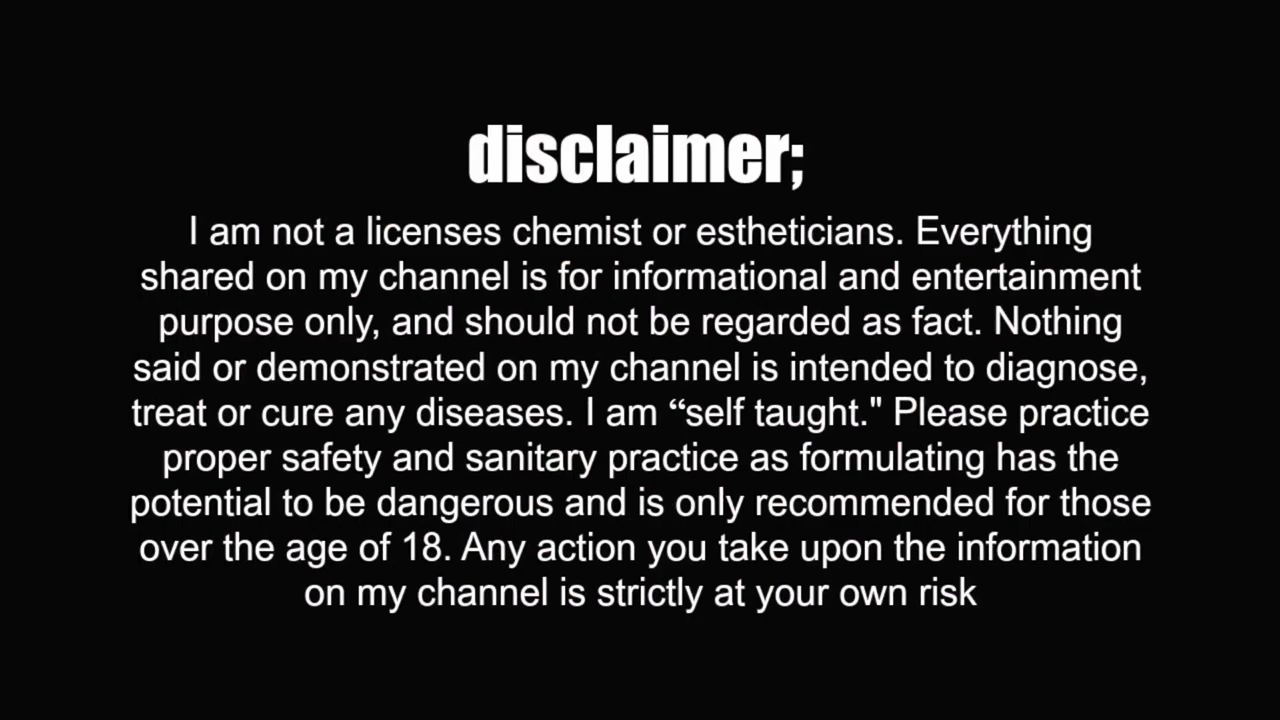 disclaimer;
I am not a licenses chemist or estheticians. Everything
shared on my channel is for informational and entertainment
purpose only, and should not be regarded as fact. Nothing
said or demonstrated on my channel is intended to diagnose,
treat or cure any diseases. I am “self taught." Please practice
proper safety and sanitary practice as formulating has the
potential to be dangerous and is only recommended for those
over the age of 18. Any action you take upon the information
on my channel is strictly at your own risk